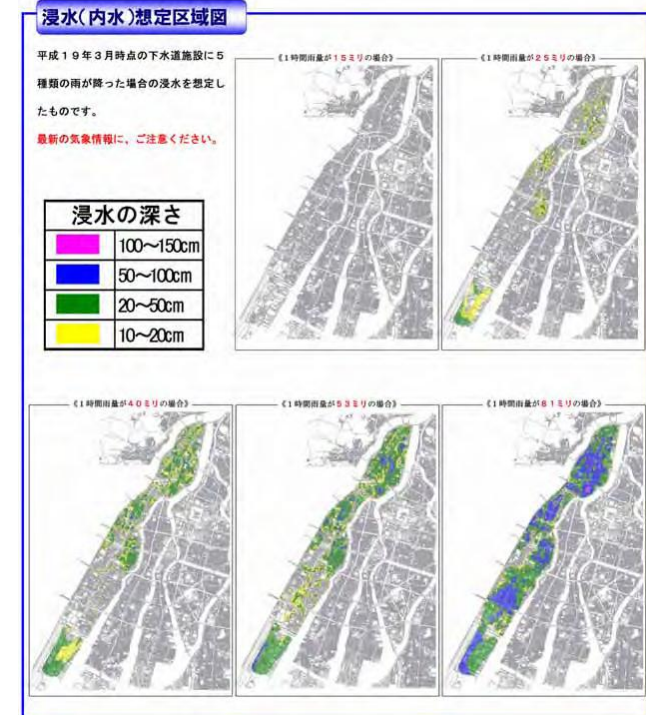 浸水(内水)想定区域図
平成19年3月時点の下水道施設に5
種類の雨が降った場合の浸水を想定し
たものです。
最新の気象情報に、ご注意ください。
浸水の深さ
100～150cm
50～100cm
20～50cm
10～20cm
《1時間雨量が15ミリの場合》
《1時間雨量が25ミリの場合》
《1時間雨量が40ミリの場合》
《1時間雨量が53ミリの場合》
《1時間雨量が81ミリの場合》